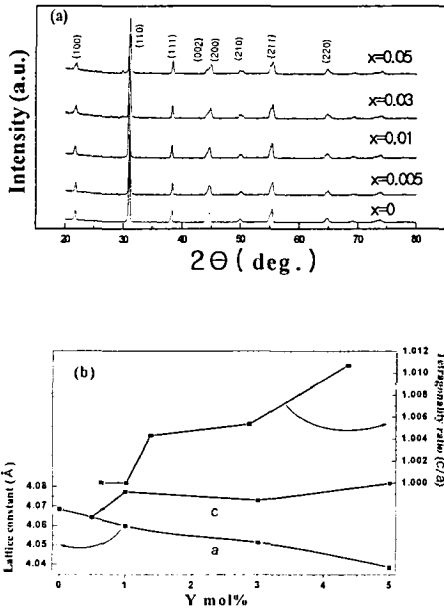 (a)
Intensity (a.u.)
(100)
(110)
(111)
(002)
(200)
(210)
(211)
(220)
x=0.05
x=0.03
x=0.01
x=0.005
x=0
20 30 40 50 60 70 80
2Θ ( deg. )
(b)
Lattice constant (Å)
4.08
4.07
4.06
4.05
4.04
1.012
1.010
1.008
1.006
1.004
1.002
1.000
Tetragonality ratio (C/a)
c
a
0 1 2 3 4 5
Y mol%